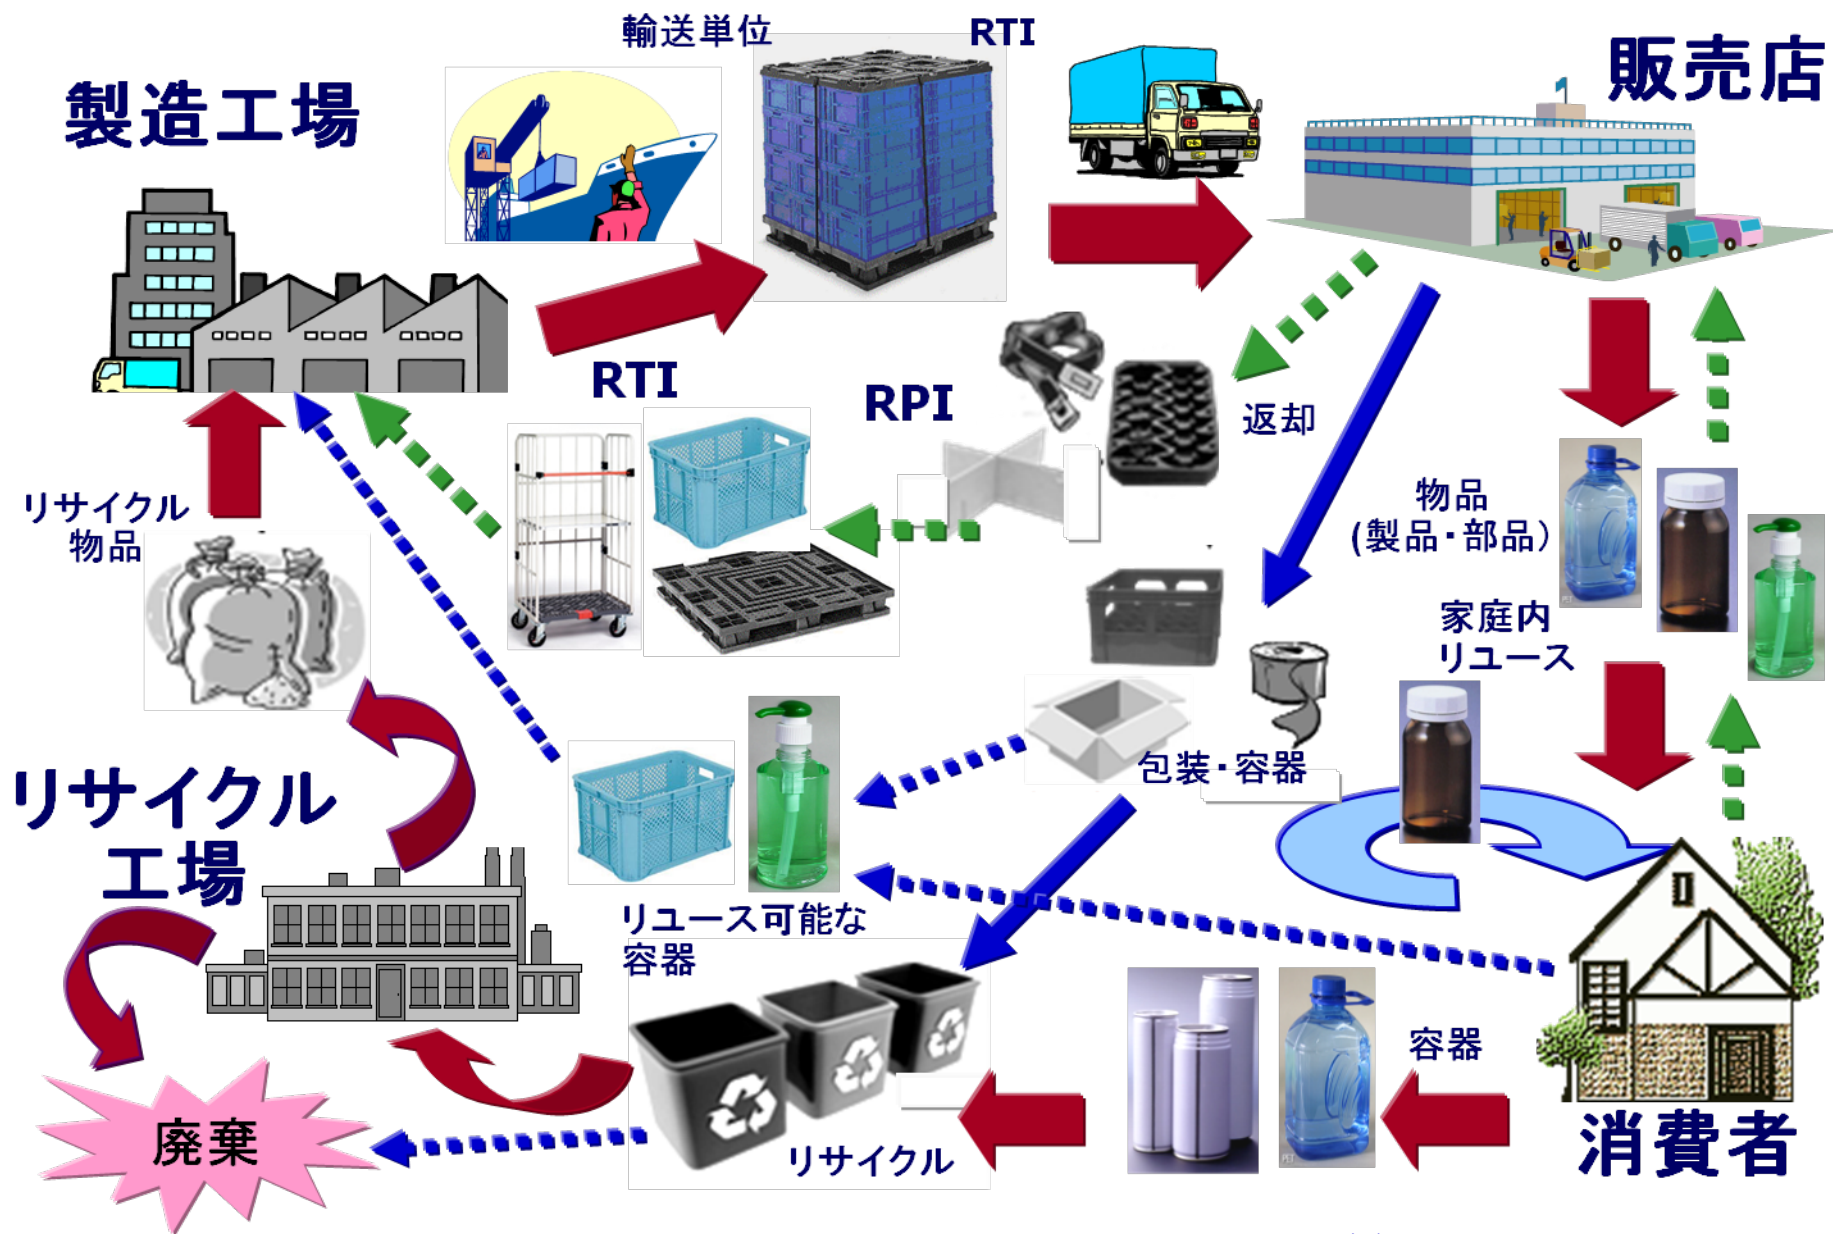 輸送単位
RTI
製造工場
販売店
RTI
RPI
返却
リサイクル
物品
物品
(製品・部品)
家庭内
リユース
包装・容器
リサイクル
工場
リユース可能な
容器
容器
廃棄
リサイクル
消費者